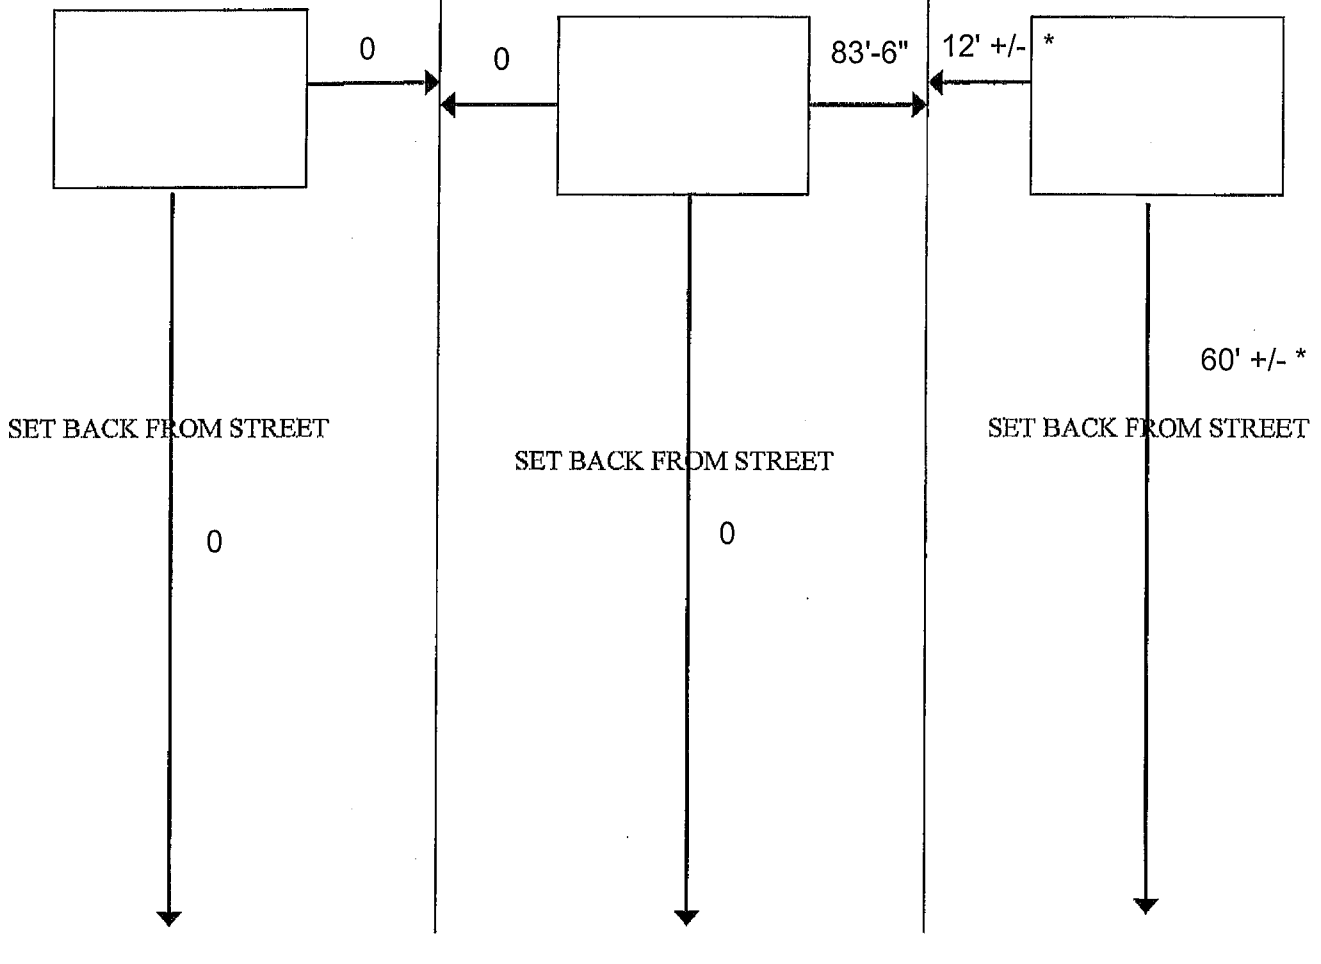 0
0
83'-6"
12' +/- *
60' +/- *
SET BACK FROM STREET
SET BACK FROM STREET
SET BACK FROM STREET
0
0